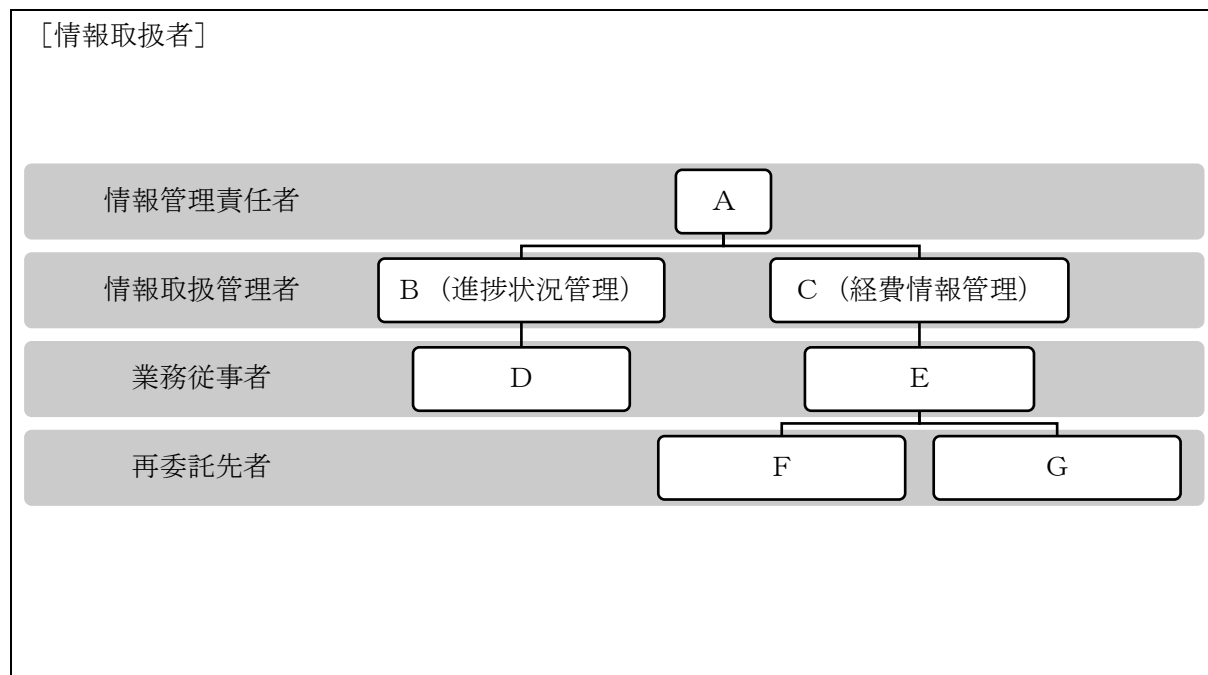 ［情報取扱者］
情報管理責任者
A
情報取扱管理者
B （進捗状況管理）
C （経費情報管理）
業務従事者
D
E
再委託先者
F
G